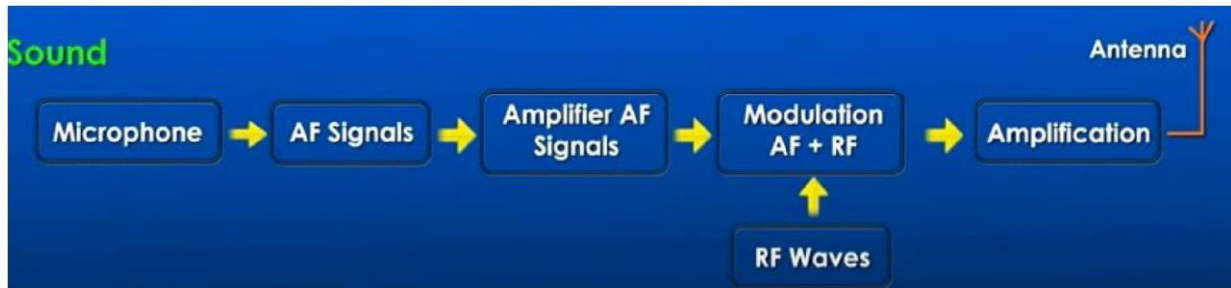 Sound
Antenna
Microphone
AF Signals
Amplifier AF
Signals
Modulation
AF + RF
Amplification
RF Waves